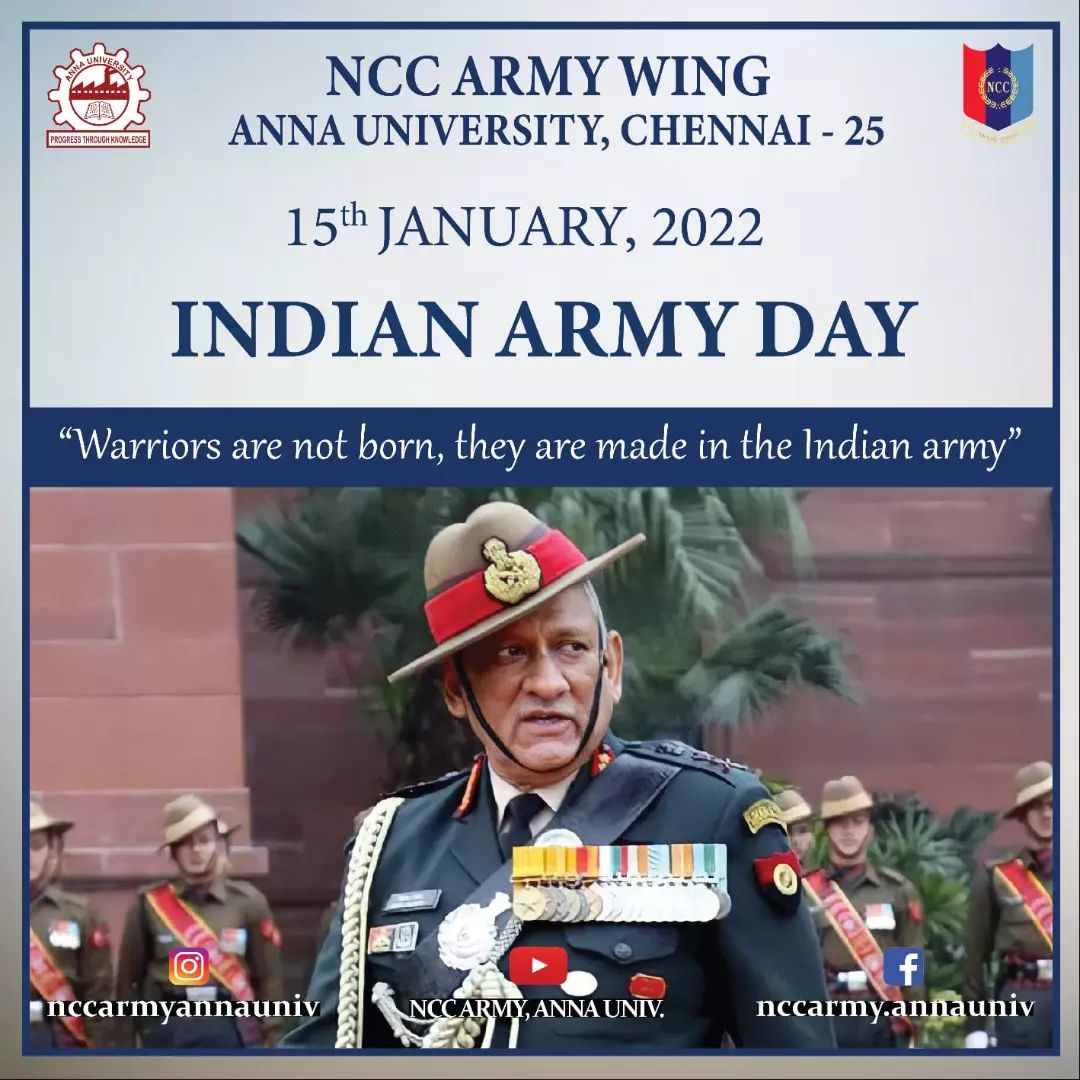 ANNA UNIVERSITY
PROGRESS THROUGH KNOWLEDGE
NCC ARMY WING
ANNA UNIVERSITY, CHENNAI - 25
NCC
15th JANUARY, 2022
INDIAN ARMY DAY
“Warriors are not born, they are made in the Indian army”
nccarmyannauniv
NCC ARMY, ANNA UNIV.
nccarmy.annauniv